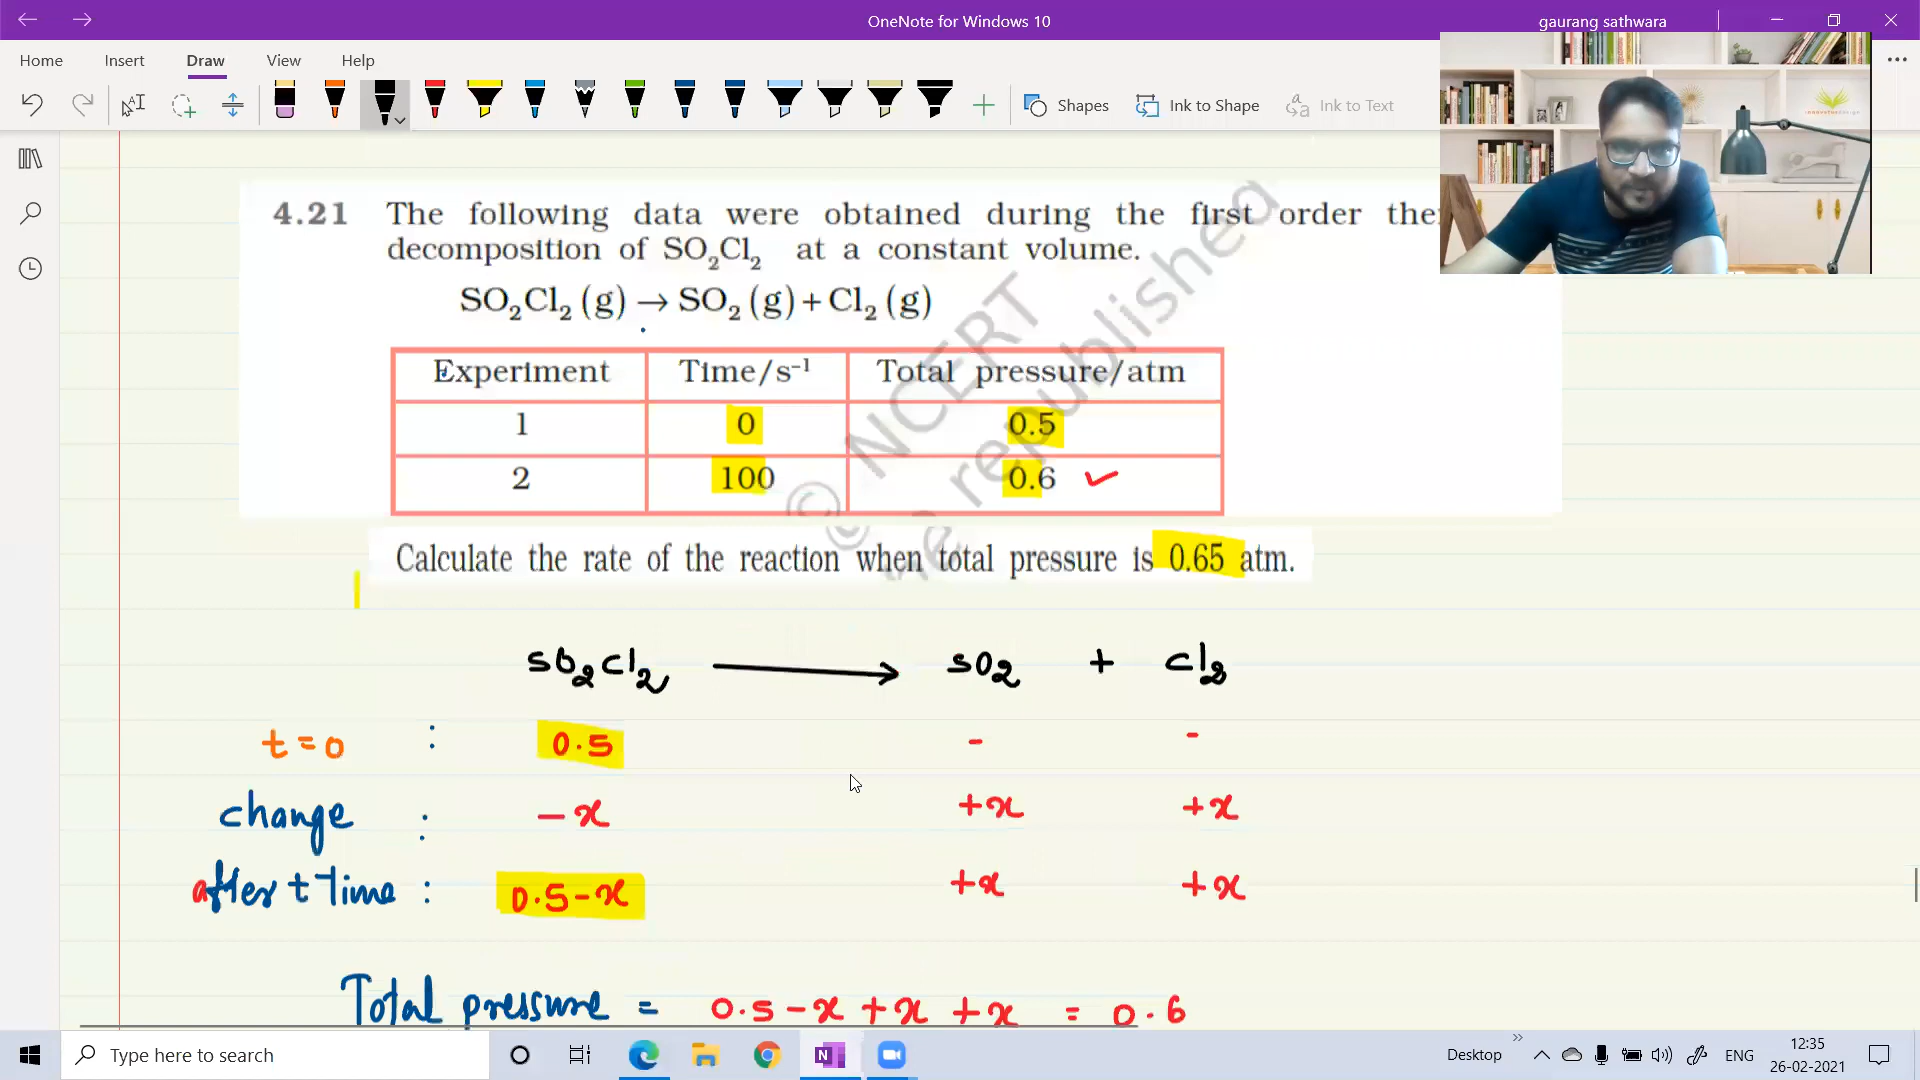 OneNote for Windows 10
gaurang sathwara
Home Insert Draw View Help
Shapes Ink to Shape Ink to Text
4.21 The following data were obtained during the first order the
decomposition of SO₂Cl₂ at a constant volume.
SO₂Cl₂ (g) → SO₂ (g) + Cl₂ (g)
Experiment Time/s⁻¹ Total pressure/atm
1 0 0.5
2 100 0.6 ✓
© NCERT
be republished
Calculate the rate of the reaction when total pressure is 0.65 atm.
SO₂Cl₂ → SO₂ + Cl₂
t = 0 : 0.5 - -
change : -x +x +x
after t time : 0.5-x +x +x
Total pressure = 0.5 - x + x + x = 0.6
Type here to search
Desktop ENG
12:35
26-02-2021